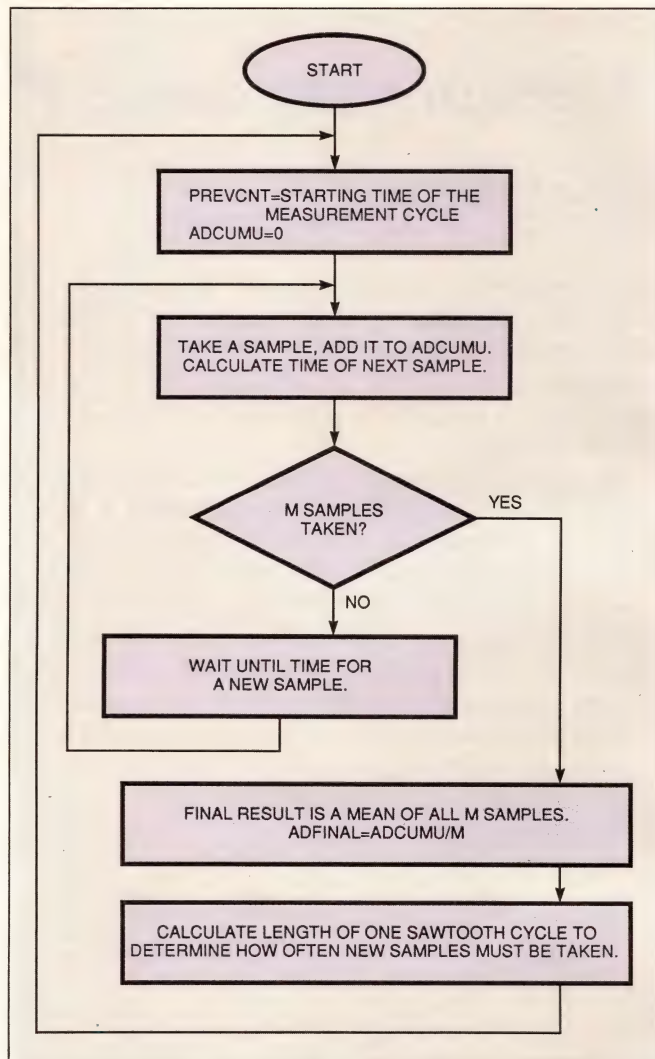 START
PREVCNT=STARTING TIME OF THE
MEASUREMENT CYCLE
ADCUMU=0
TAKE A SAMPLE, ADD IT TO ADCUMU.
CALCULATE TIME OF NEXT SAMPLE.
M SAMPLES
TAKEN?
YES
NO
WAIT UNTIL TIME FOR
A NEW SAMPLE.
FINAL RESULT IS A MEAN OF ALL M SAMPLES.
ADFINAL=ADCUMU/M
CALCULATE LENGTH OF ONE SAWTOOTH CYCLE TO
DETERMINE HOW OFTEN NEW SAMPLES MUST BE TAKEN.